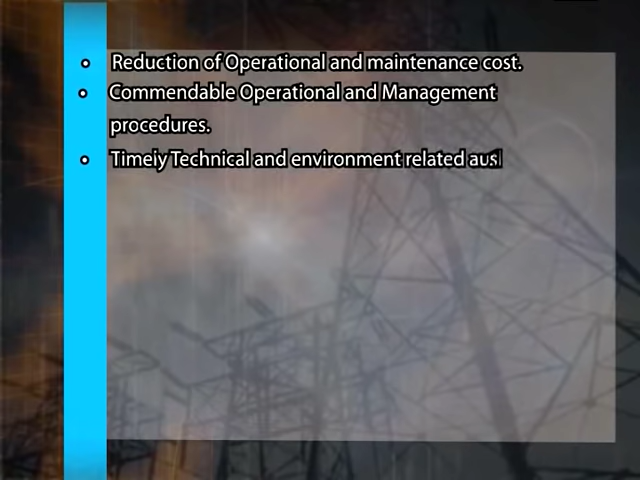 Reduction of Operational and maintenance cost.
Commendable Operational and Management
procedures.
Timely Technical and environment related